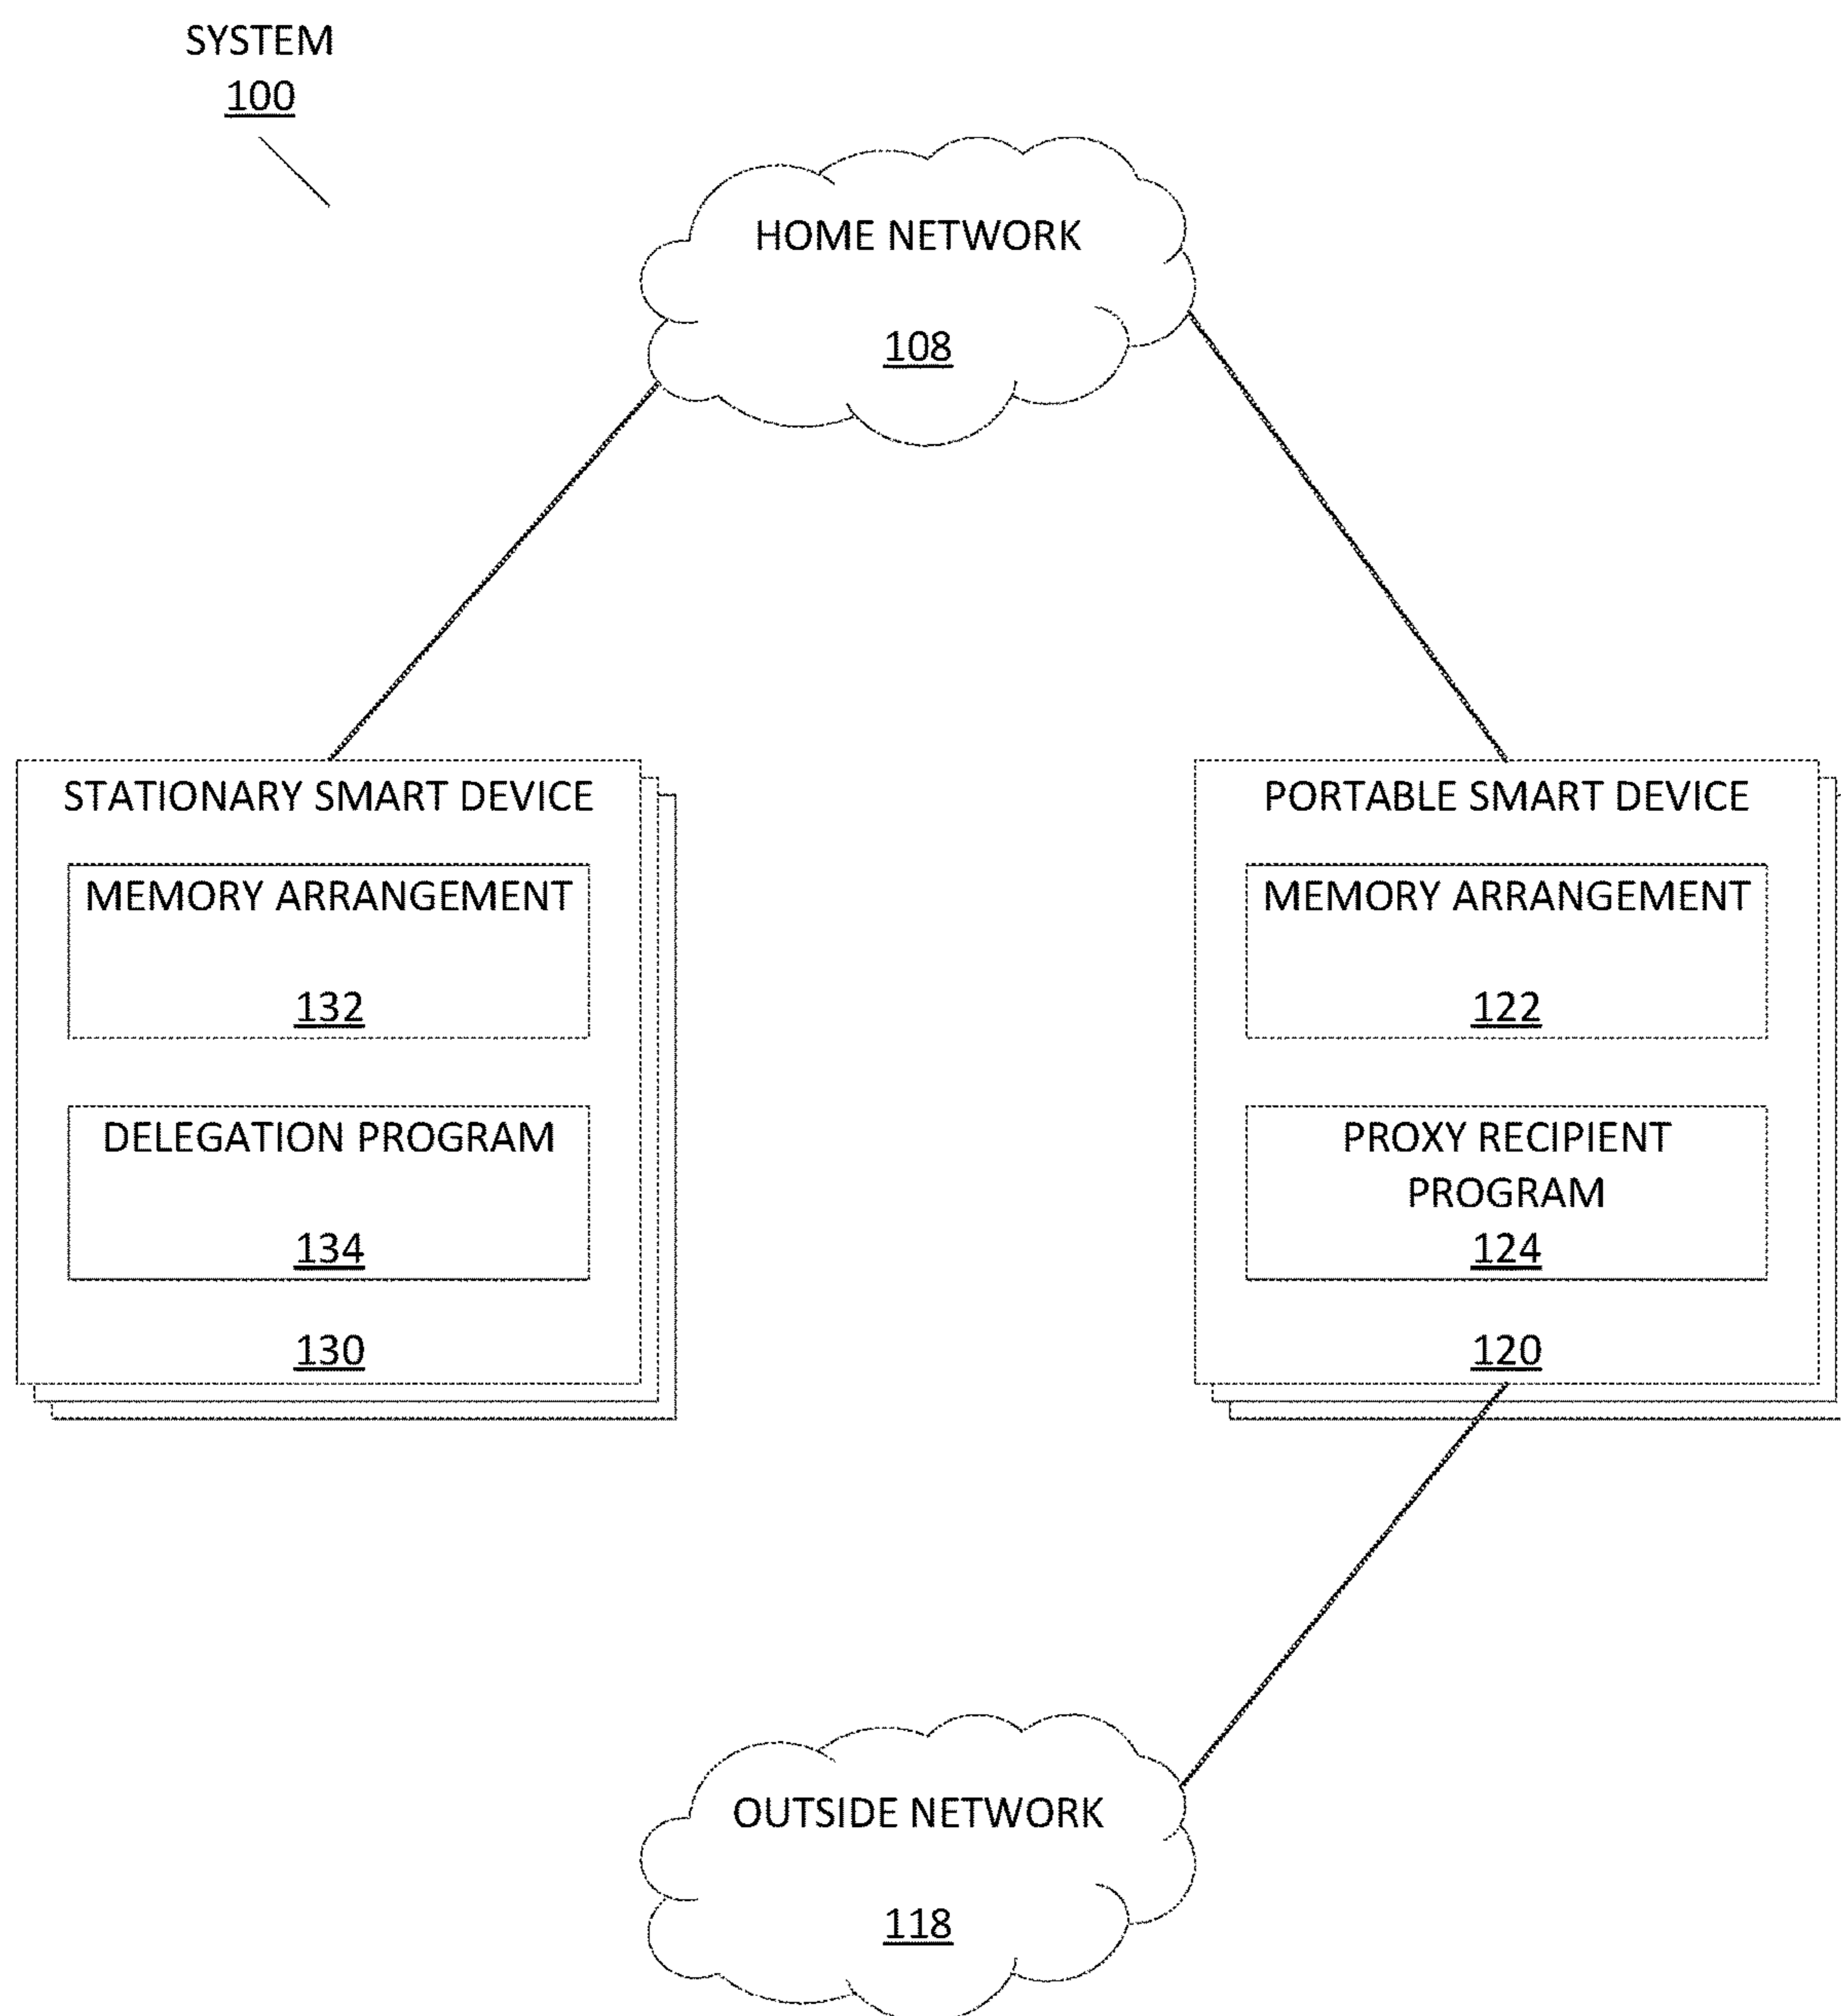 SYSTEM
100
HOME NETWORK
108
STATIONARY SMART DEVICE
MEMORY ARRANGEMENT
132
DELEGATION PROGRAM
134
130
PORTABLE SMART DEVICE
MEMORY ARRANGEMENT
122
PROXY RECIPIENT
PROGRAM
124
120
OUTSIDE NETWORK
118